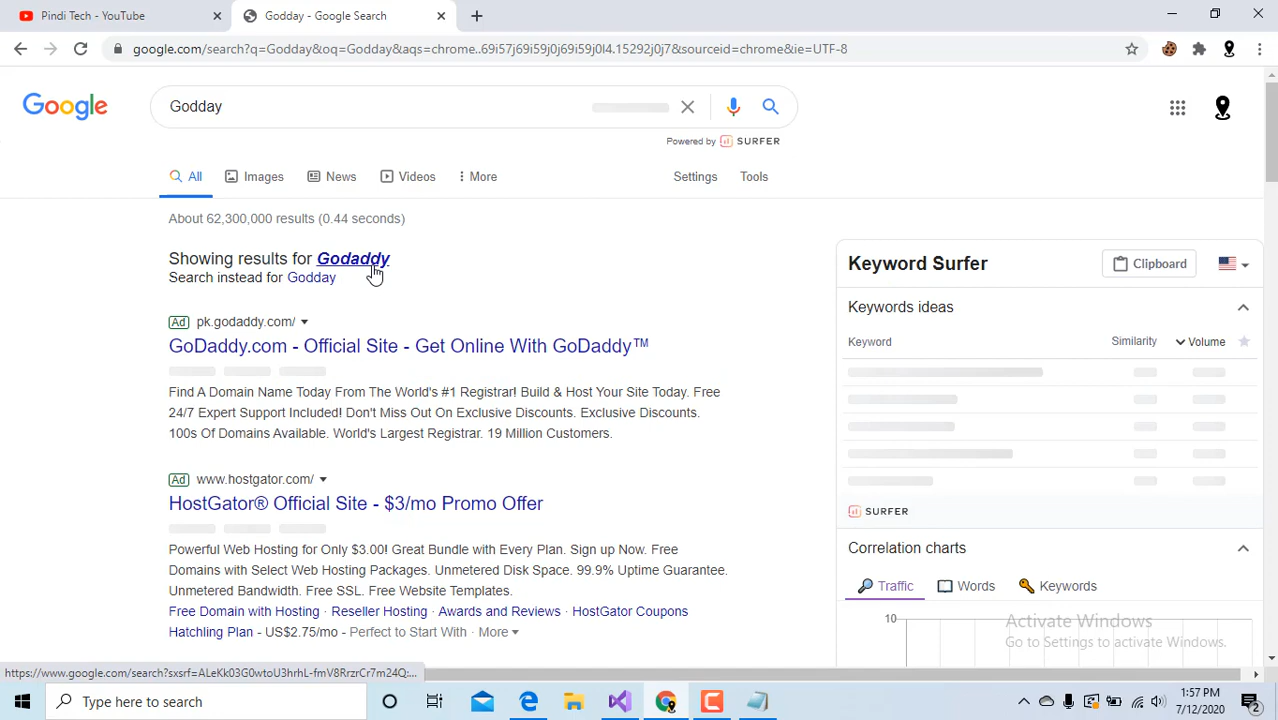 Pindi Tech - YouTube
Godday - Google Search
google.com/search?q=Godday&oq=Godday&aqs=chrome..69i57j69i59j0j69i59j0l4.15292j0j7&sourceid=chrome&ie=UTF-8
Google
Godday
Powered by SURFER
All Images News Videos More Settings Tools
About 62,300,000 results (0.44 seconds)
Showing results for Godaddy
Search instead for Godday
Ad pk.godaddy.com/
GoDaddy.com - Official Site - Get Online With GoDaddy™
Find A Domain Name Today From The World's #1 Registrar! Build & Host Your Site Today. Free
24/7 Expert Support Included! Don't Miss Out On Exclusive Discounts. Exclusive Discounts.
100s Of Domains Available. World's Largest Registrar. 19 Million Customers.
Ad www.hostgator.com/
HostGator® Official Site - $3/mo Promo Offer
Powerful Web Hosting for Only $3.00! Great Bundle with Every Plan. Sign up Now. Free
Domains with Select Web Hosting Packages. Unmetered Disk Space. 99.9% Uptime Guarantee.
Unmetered Bandwidth. Free SSL. Free Website Templates.
Free Domain with Hosting · Reseller Hosting · Awards and Reviews · HostGator Coupons
Hatchling Plan - US$2.75/mo - Perfect to Start With · More
Keyword Surfer
Clipboard
Keywords ideas
Keyword Similarity Volume
SURFER
Correlation charts
Traffic Words Keywords
10
Activate Windows
Go to Settings to activate Windows.
https://www.google.com/search?sxsrf=ALeKk03G0wtoU3hrhL-fmV8RrzrCr7m24Q:...
Type here to search
1:57 PM
7/12/2020
2